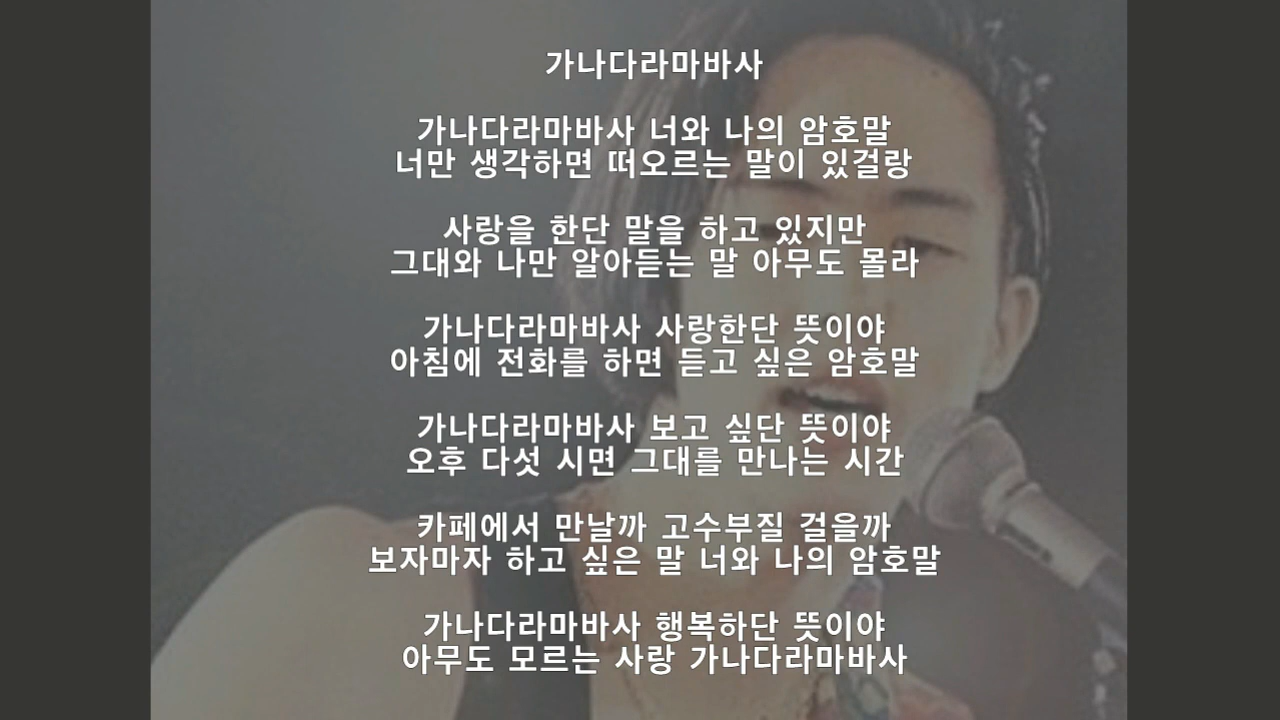 가나다라마바사
가나다라마바사 너와 나의 암호말
너만 생각하면 떠오르는 말이 있걸랑
사랑을 한단 말을 하고 있지만
그대와 나만 알아듣는 말 아무도 몰라
가나다라마바사 사랑한단 뜻이야
아침에 전화를 하면 듣고 싶은 암호말
가나다라마바사 보고 싶단 뜻이야
오후 다섯 시면 그대를 만나는 시간
카페에서 만날까 고수부질 걸을까
보자마자 하고 싶은 말 너와 나의 암호말
가나다라마바사 행복하단 뜻이야
아무도 모르는 사랑 가나다라마바사